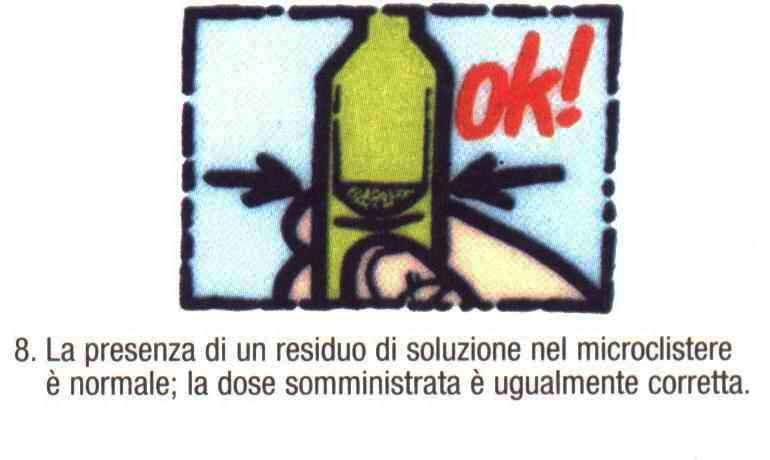 ok!
8. La presenza di un residuo di soluzione nel microclistere
è normale; la dose somministrata è ugualmente corretta.